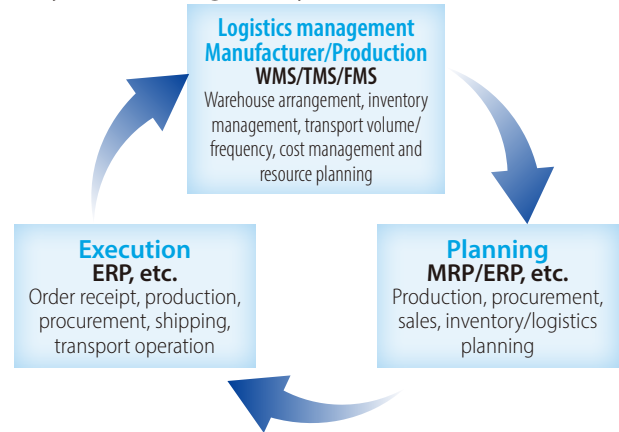 Logistics management
Manufacturer/Production
WMS/TMS/FMS
Warehouse arrangement, inventory
management, transport volume/
frequency, cost management and
resource planning
Execution
ERP, etc.
Order receipt, production,
procurement, shipping,
transport operation
Planning
MRP/ERP, etc.
Production, procurement,
sales, inventory/logistics
planning